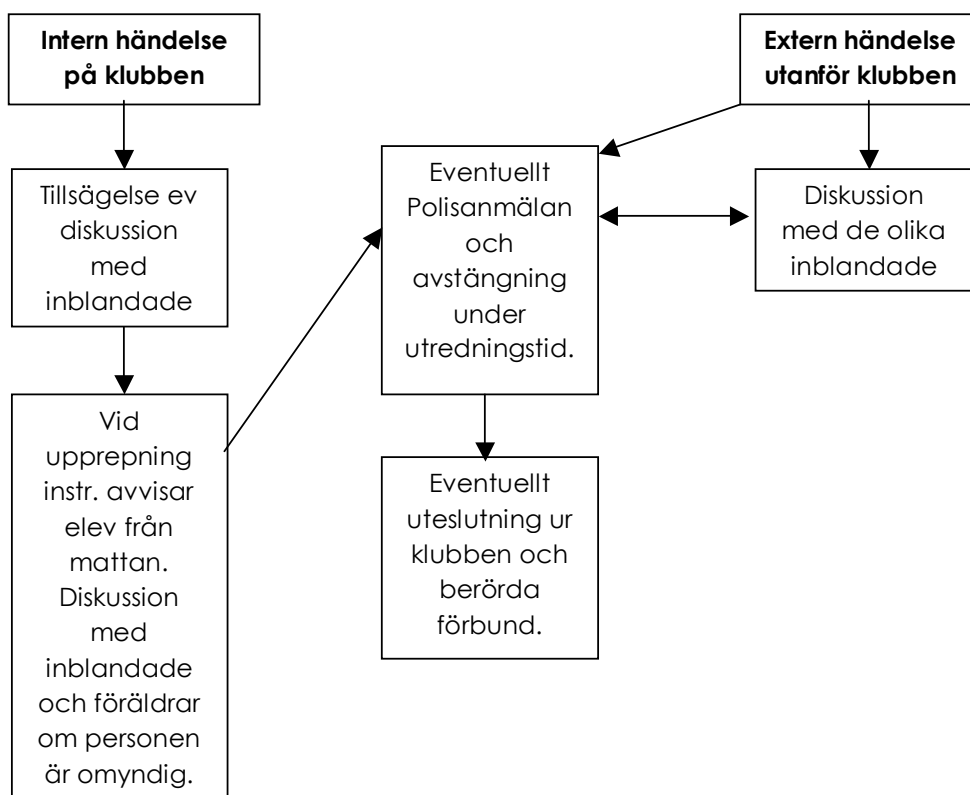 Intern händelse
på klubben
Extern händelse
utanför klubben
Tillsägelse ev
diskussion
med
inblandade
Eventuellt
Polisanmälan
och
avstängning
under
utredningstid.
Diskussion
med de olika
inblandade
Vid
upprepning
instr. avvisar
elev från
mattan.
Diskussion
med
inblandade
och föräldrar
om personen
är omyndig.
Eventuellt
uteslutning ur
klubben och
berörda
förbund.